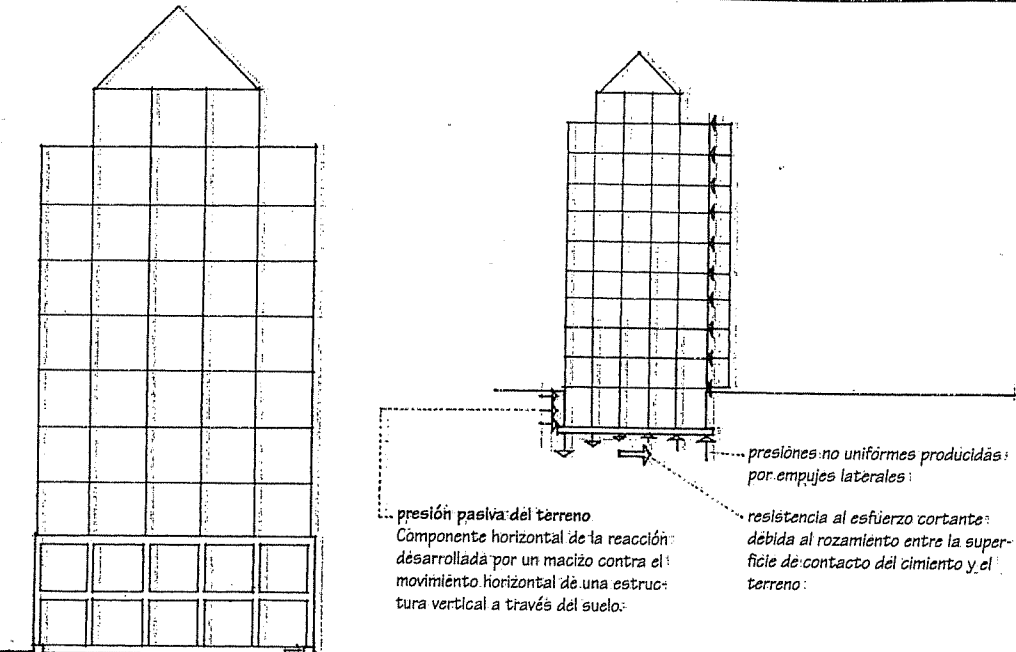 presión pasiva del terreno
Componente horizontal de la reacción
desarrollada por un macizo contra el
movimiento horizontal de una estruc-
tura vertical a través del suelo.
presiones no uniformes producidas
por empujes laterales
resistencia al esfuerzo cortante
debida al rozamiento entre la super-
ficie de contacto del cimiento y el
terreno